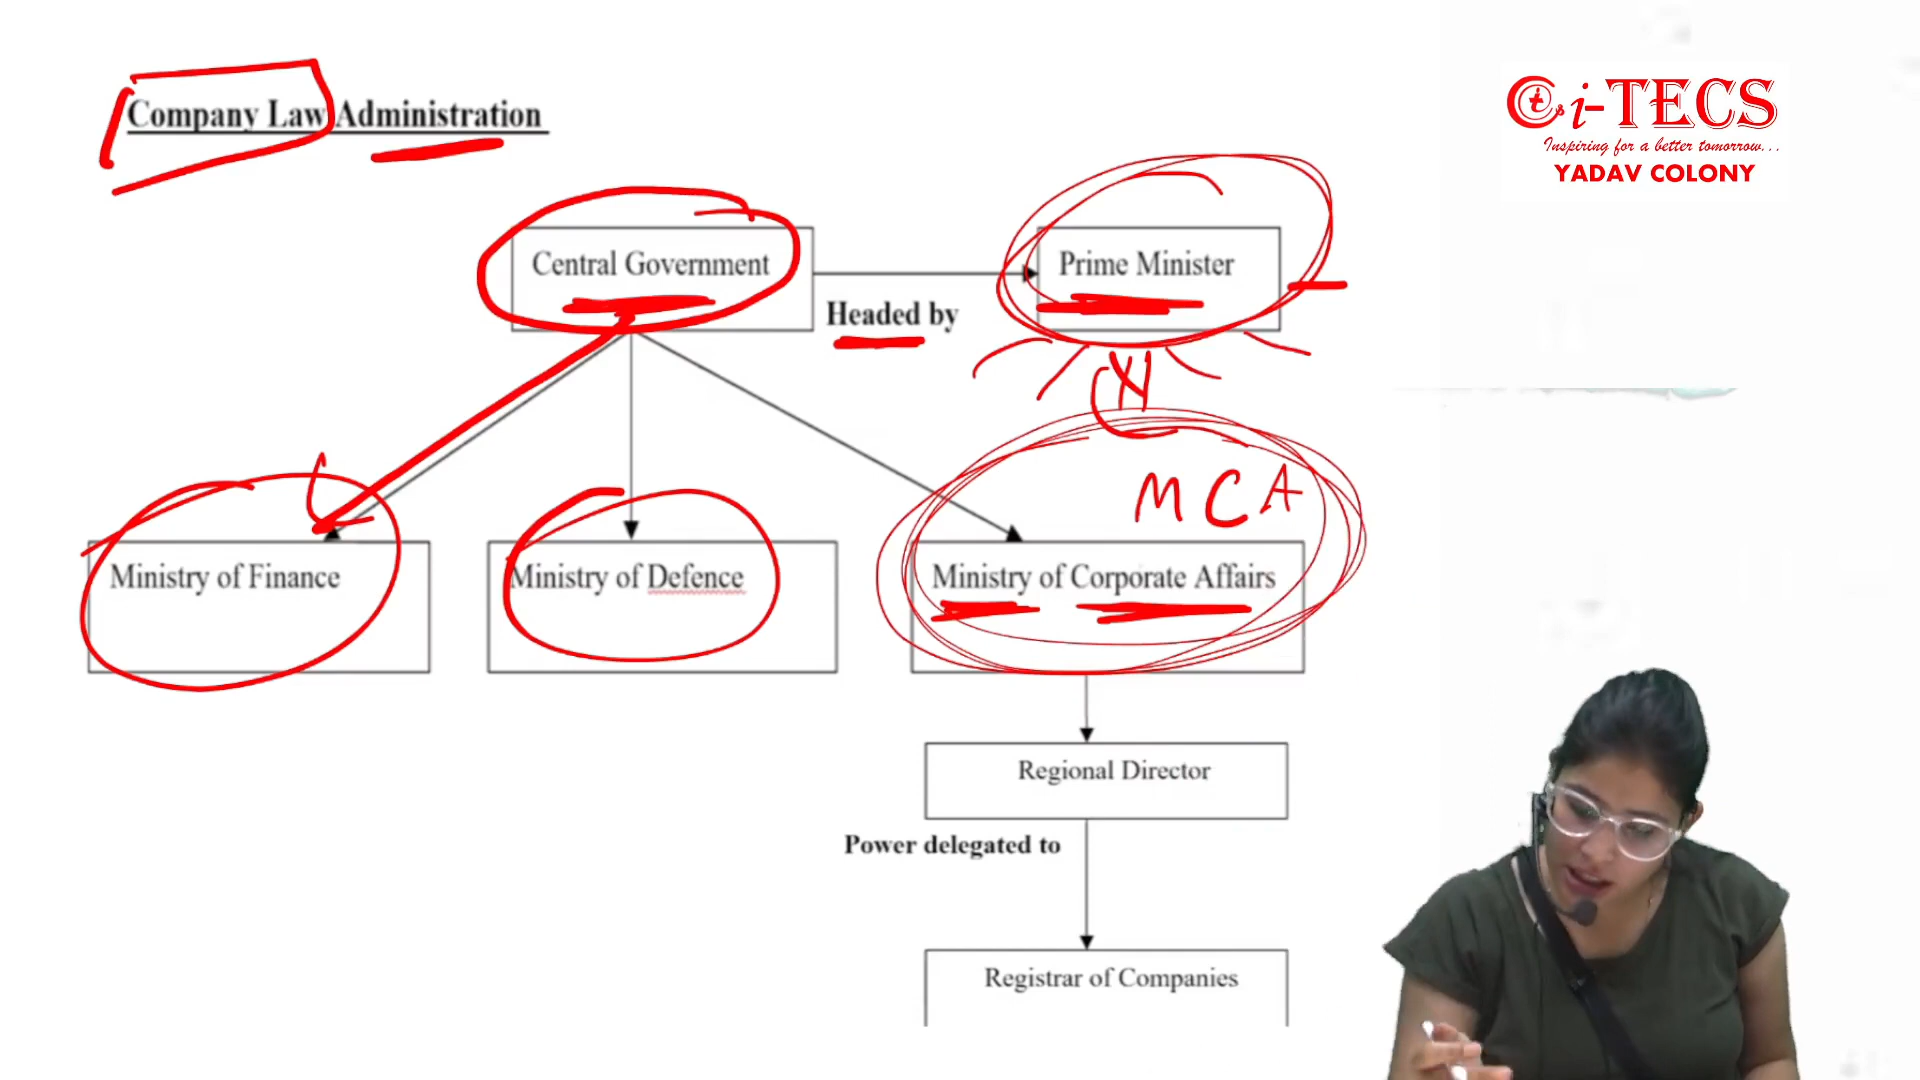 Company Law Administration
i-TECS
Inspiring for a better tomorrow...
YADAV COLONY
Central Government
Prime Minister
Headed by
MCA
Ministry of Finance
Ministry of Defence
Ministry of Corporate Affairs
Regional Director
Power delegated to
Registrar of Companies